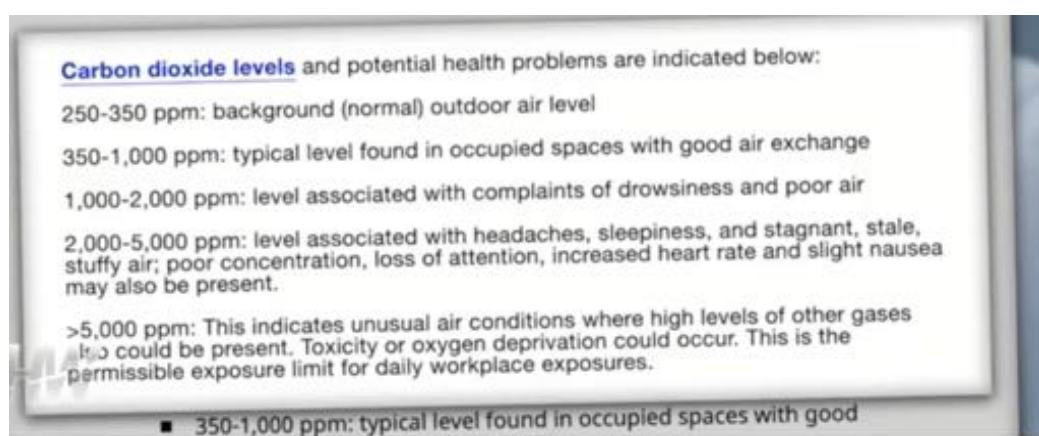 Carbon dioxide levels and potential health problems are indicated below:
250-350 ppm: background (normal) outdoor air level
350-1,000 ppm: typical level found in occupied spaces with good air exchange
1,000-2,000 ppm: level associated with complaints of drowsiness and poor air
2,000-5,000 ppm: level associated with headaches, sleepiness, and stagnant, stale,
stuffy air; poor concentration, loss of attention, increased heart rate and slight nausea
may also be present.
>5,000 ppm: This indicates unusual air conditions where high levels of other gases
also could be present. Toxicity or oxygen deprivation could occur. This is the
permissible exposure limit for daily workplace exposures.
▪ 350-1,000 ppm: typical level found in occupied spaces with good